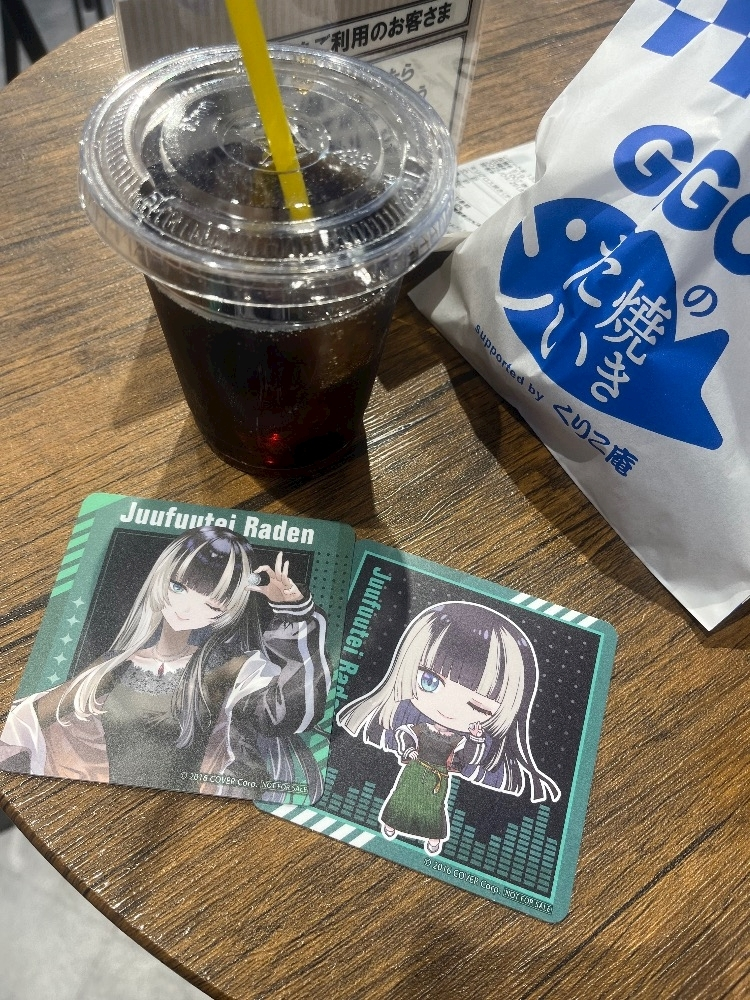 ご利用のお客さま
GGO
の
たい焼き
supported by くりこ庵
Juufuutei Raden
© 2016 COVER Corp. NOT FOR SALE
Juufuutei Raden
© 2016 COVER Corp. NOT FOR SALE